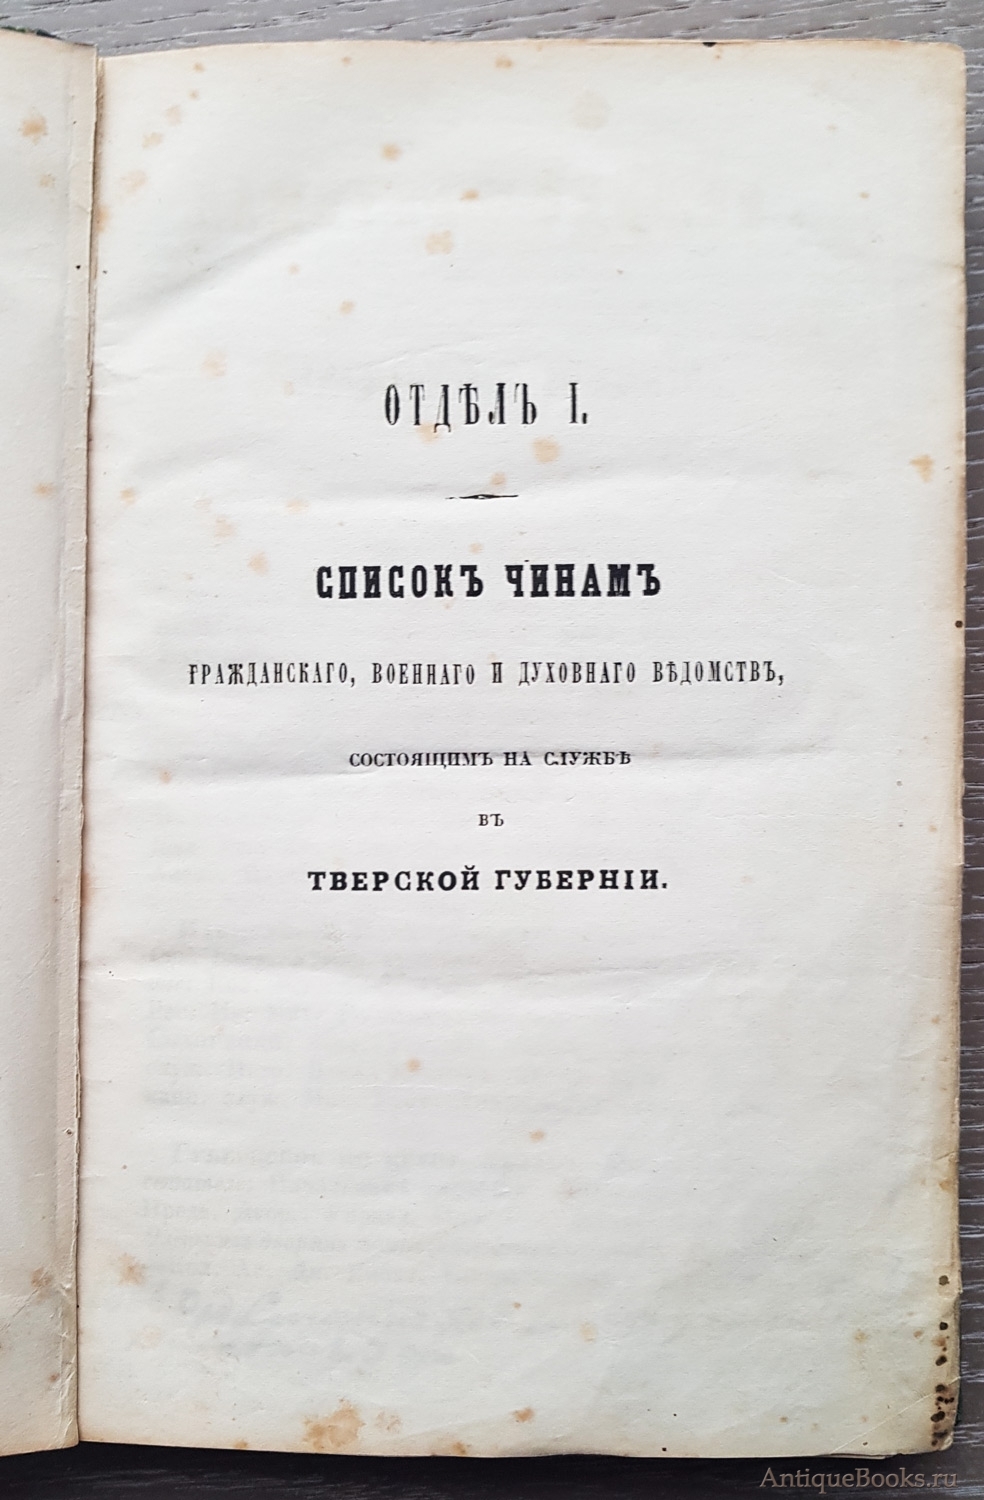 ОТДѢЛЪ I.
СПИСОКЪ ЧИНАМЪ
ГРАЖДАНСКАГО, ВОЕННАГО И ДУХОВНАГО ВѢДОМСТВЪ,
СОСТОЯЩИМЪ НА СЛУЖБѢ
ВЪ
ТВЕРСКОЙ ГУБЕРНІИ.
AntiqueBooks.ru